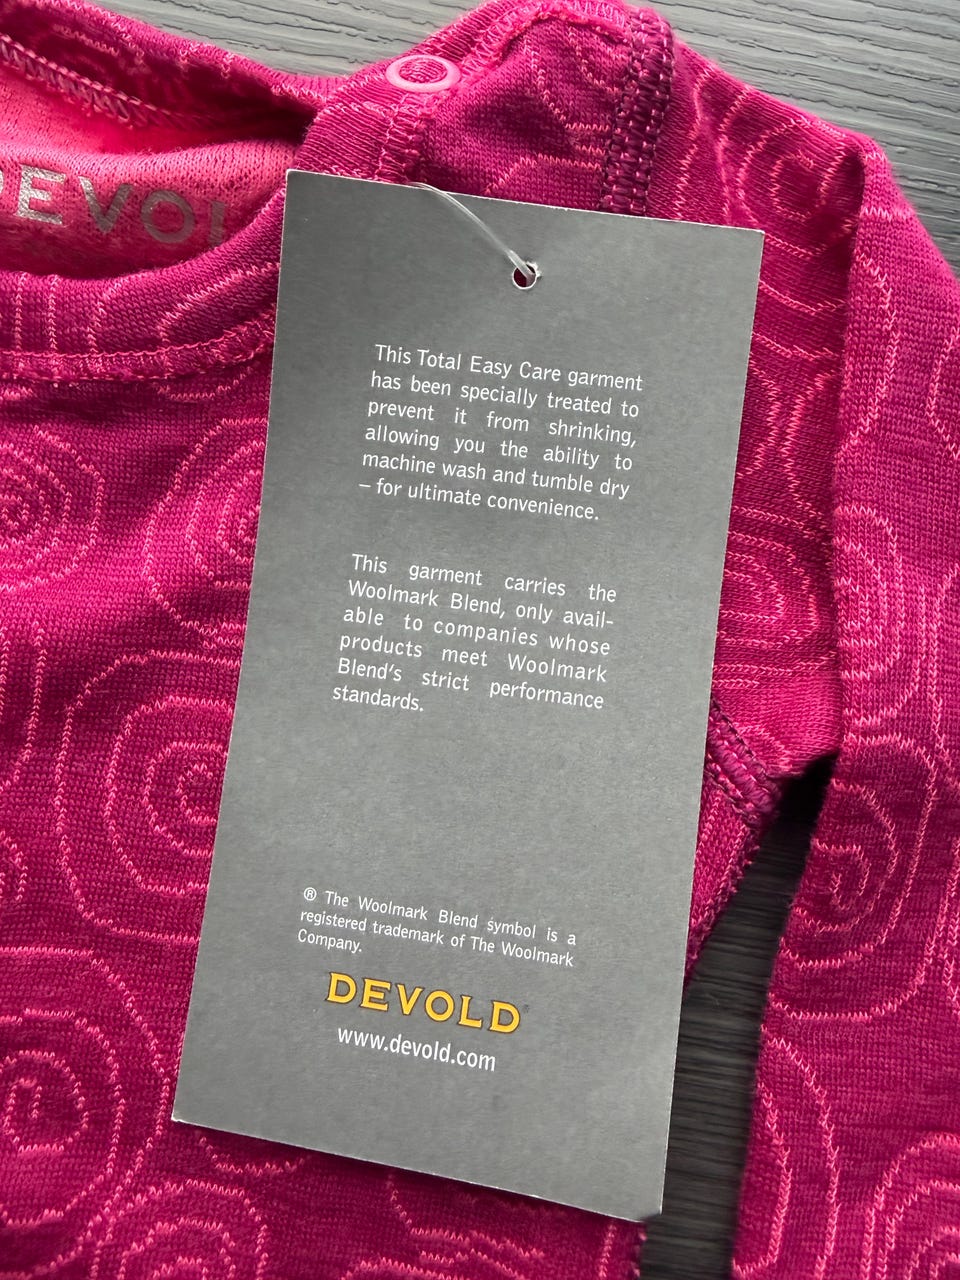 DEVOL
This Total Easy Care garment
has been specially treated to
prevent it from shrinking,
allowing you the ability to
machine wash and tumble dry
– for ultimate convenience.
This garment carries the
Woolmark Blend, only avail-
able to companies whose
products meet Woolmark
Blend's strict performance
standards.
® The Woolmark Blend symbol is a
registered trademark of The Woolmark
Company.
DEVOLD
www.devold.com